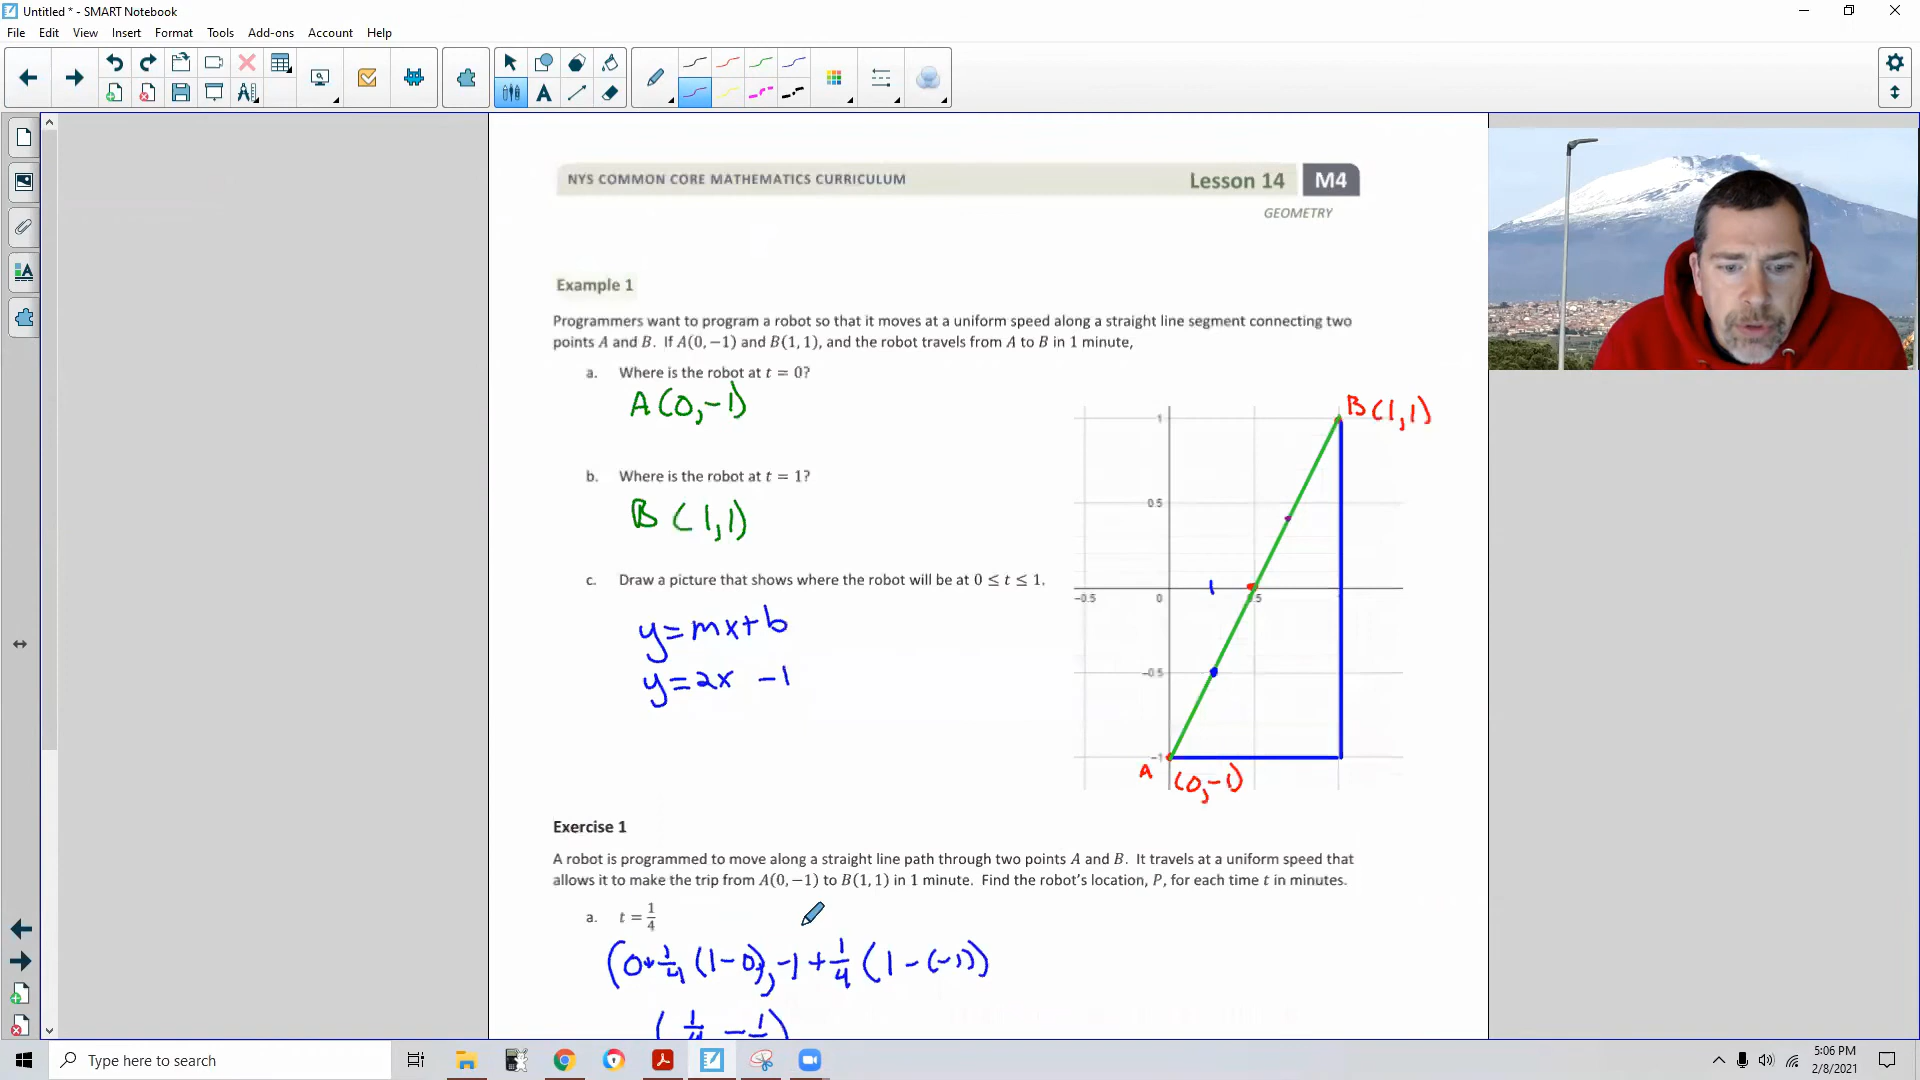 Untitled * - SMART Notebook
File Edit View Insert Format Tools Add-ons Account Help
NYS COMMON CORE MATHEMATICS CURRICULUM Lesson 14 M4
GEOMETRY
Example 1
Programmers want to program a robot so that it moves at a uniform speed along a straight line segment connecting two
points A and B. If A(0, −1) and B(1, 1), and the robot travels from A to B in 1 minute,
a. Where is the robot at t = 0?
A (0, -1)
b. Where is the robot at t = 1?
B (1, 1)
c. Draw a picture that shows where the robot will be at 0 ≤ t ≤ 1.
y = mx + b
y = 2x - 1
B (1, 1)
1
0.5
-0.5 0 .5
-0.5
-1
A (0, -1)
Exercise 1
A robot is programmed to move along a straight line path through two points A and B. It travels at a uniform speed that
allows it to make the trip from A(0, −1) to B(1, 1) in 1 minute. Find the robot's location, P, for each time t in minutes.
a. t = 1/4
(0 + 1/4 (1 - 0), -1 + 1/4 (1 - (-1))
Type here to search
5:06 PM
2/8/2021